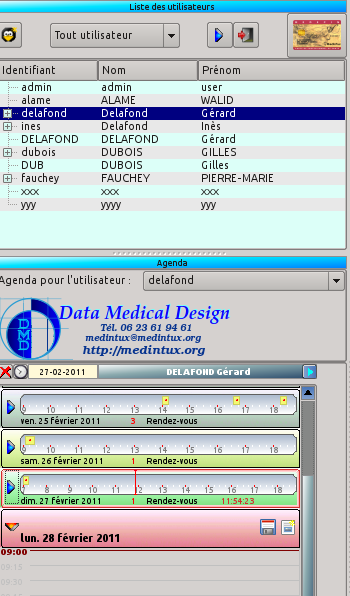 Liste des utilisateurs
Tout utilisateur
Identifiant Nom Prénom
admin admin user
alame ALAME WALID
delafond Delafond Gérard
ines Delafond Inès
DELAFOND DELAFOND Gérard
dubois DUBOIS GILLES
DUB DUBOIS Gilles
fauchey FAUCHEY PIERRE-MARIE
xxx xxx xxx
yyy yyyy yyy
Agenda
Agenda pour l'utilisateur : delafond
DMD Data Medical Design
Tél. 06 23 61 94 61
medintux@medintux.org
http://medintux.org
27-02-2011 DELAFOND Gérard
9 10 11 12 13 14 15 16 17 18
ven. 25 février 2011 3 Rendez-vous
9 10 11 12 13 14 15 16 17 18
sam. 26 février 2011 1 Rendez-vous
8 9 10 11 12 13 14 15 16 17 18
dim. 27 février 2011 1 Rendez-vous 11:54:23
lun. 28 février 2011
09:00
09:10
09:30